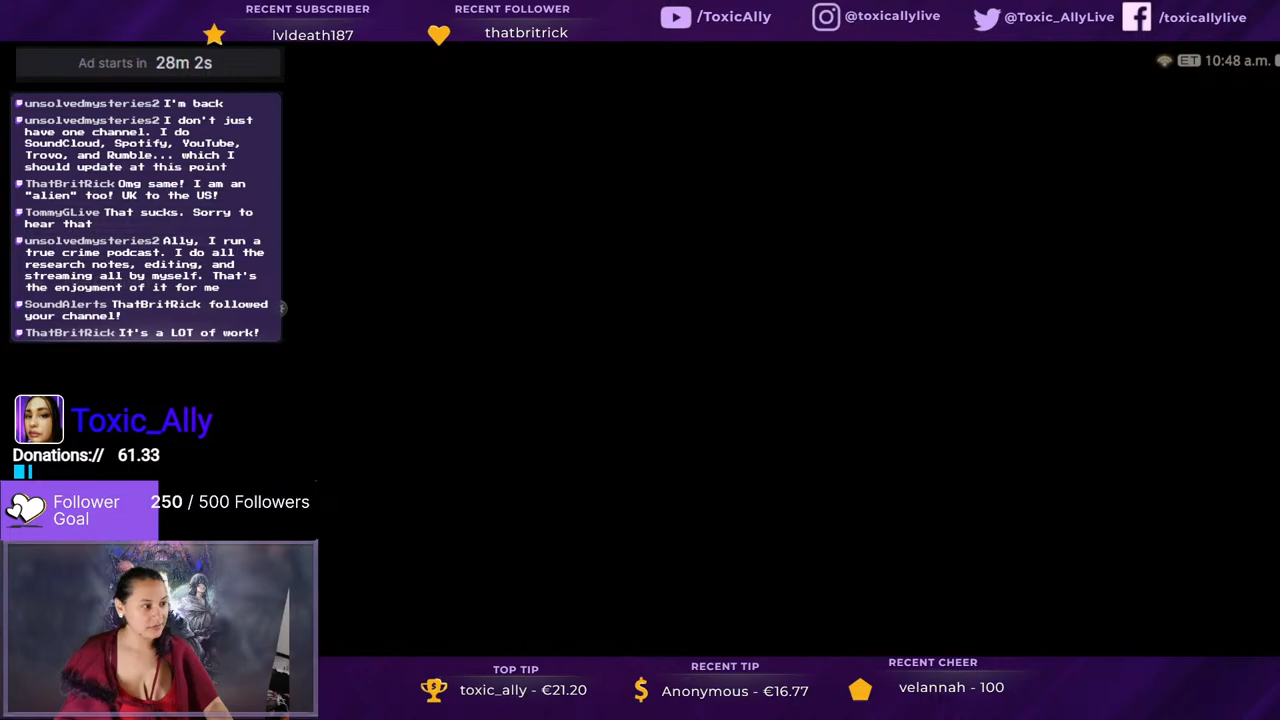 RECENT SUBSCRIBER
lvldeath187
RECENT FOLLOWER
thatbritrick
/ToxicAlly
@toxicallylive
@Toxic_AllyLive
/toxicallylive
Ad starts in 28m 2s
ET 10:48 a.m.
unsolvedmysteries2 I'm back
unsolvedmysteries2 I don't just
have one channel. I do
SoundCloud, Spotify, YouTube,
Trovo, and Rumble... which I
should update at this point
ThatBritRick Omg same! I am an
"alien" too! UK to the US!
TommyGLive That sucks. Sorry to
hear that
unsolvedmysteries2 Ally, I run a
true crime podcast. I do all the
research notes, editing, and
streaming all by myself. That's
the enjoyment of it for me
SoundAlerts ThatBritRick followed
your channel!
ThatBritRick It's a LOT of work!
Toxic_Ally
Donations:// 61.33
Follower
Goal
250 / 500 Followers
TOP TIP
toxic_ally - €21.20
RECENT TIP
Anonymous - €16.77
RECENT CHEER
velannah - 100